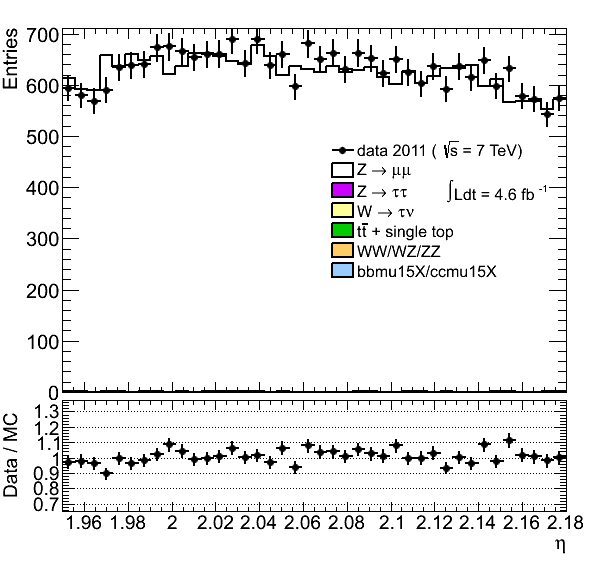 Entries
700
600
500
400
300
200
100
0
data 2011 ( √s = 7 TeV)
Z → μμ
Z → ττ
∫Ldt = 4.6 fb⁻¹
W → τν
tt̄ + single top
WW/WZ/ZZ
bbmu15X/ccmu15X
Data / MC
1.3
1.2
1.1
1.0
0.9
0.8
0.7
1.96 1.98 2 2.02 2.04 2.06 2.08 2.1 2.12 2.14 2.16 2.18
η